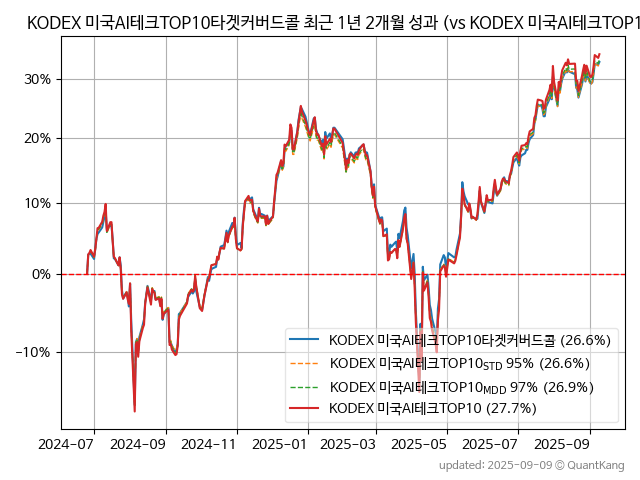 KODEX 미국AI테크TOP10타겟커버드콜 최근 1년 2개월 성과 (vs KODEX 미국AI테크TOP1
30%
20%
10%
0%
−10%
KODEX 미국AI테크TOP10타겟커버드콜 (26.6%)
KODEX 미국AI테크TOP10STD 95% (26.6%)
KODEX 미국AI테크TOP10MDD 97% (26.9%)
KODEX 미국AI테크TOP10 (27.7%)
2024-07 2024-09 2024-11 2025-01 2025-03 2025-05 2025-07 2025-09
updated: 2025-09-09 © QuantKang